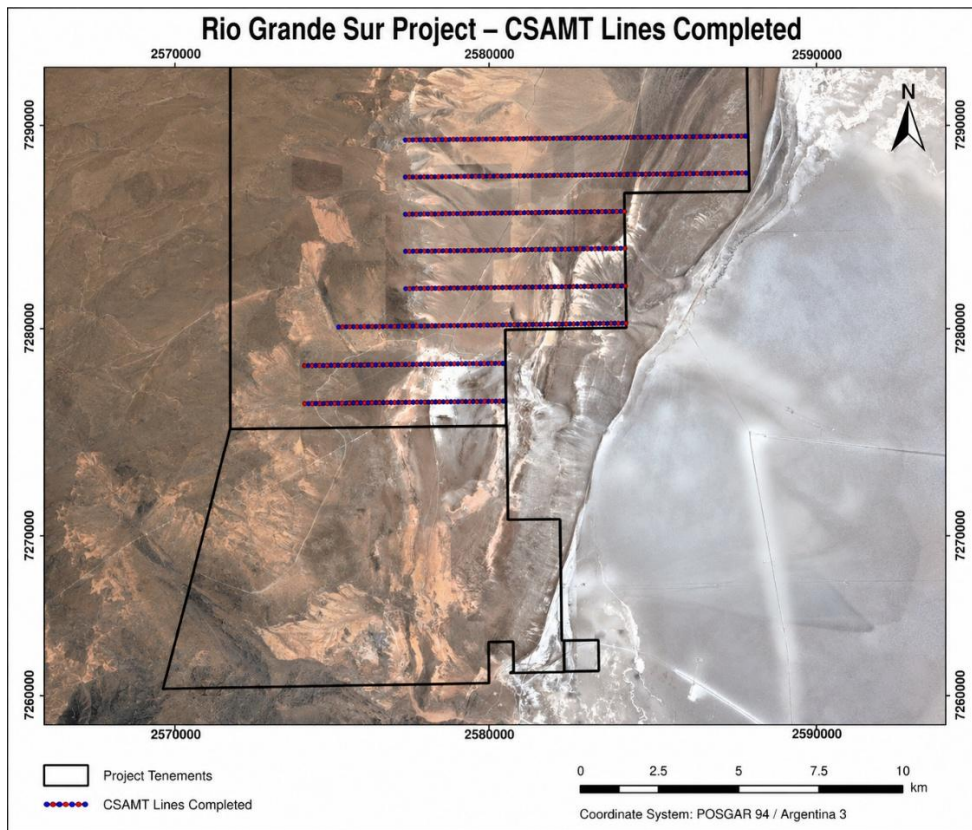 Rio Grande Sur Project – CSAMT Lines Completed
2570000 2580000 2590000
N
7290000 7290000
7280000 7280000
7270000 7270000
7260000 7260000
2570000 2580000 2590000
Project Tenements
CSAMT Lines Completed
0 2.5 5 7.5 10
km
Coordinate System: POSGAR 94 / Argentina 3